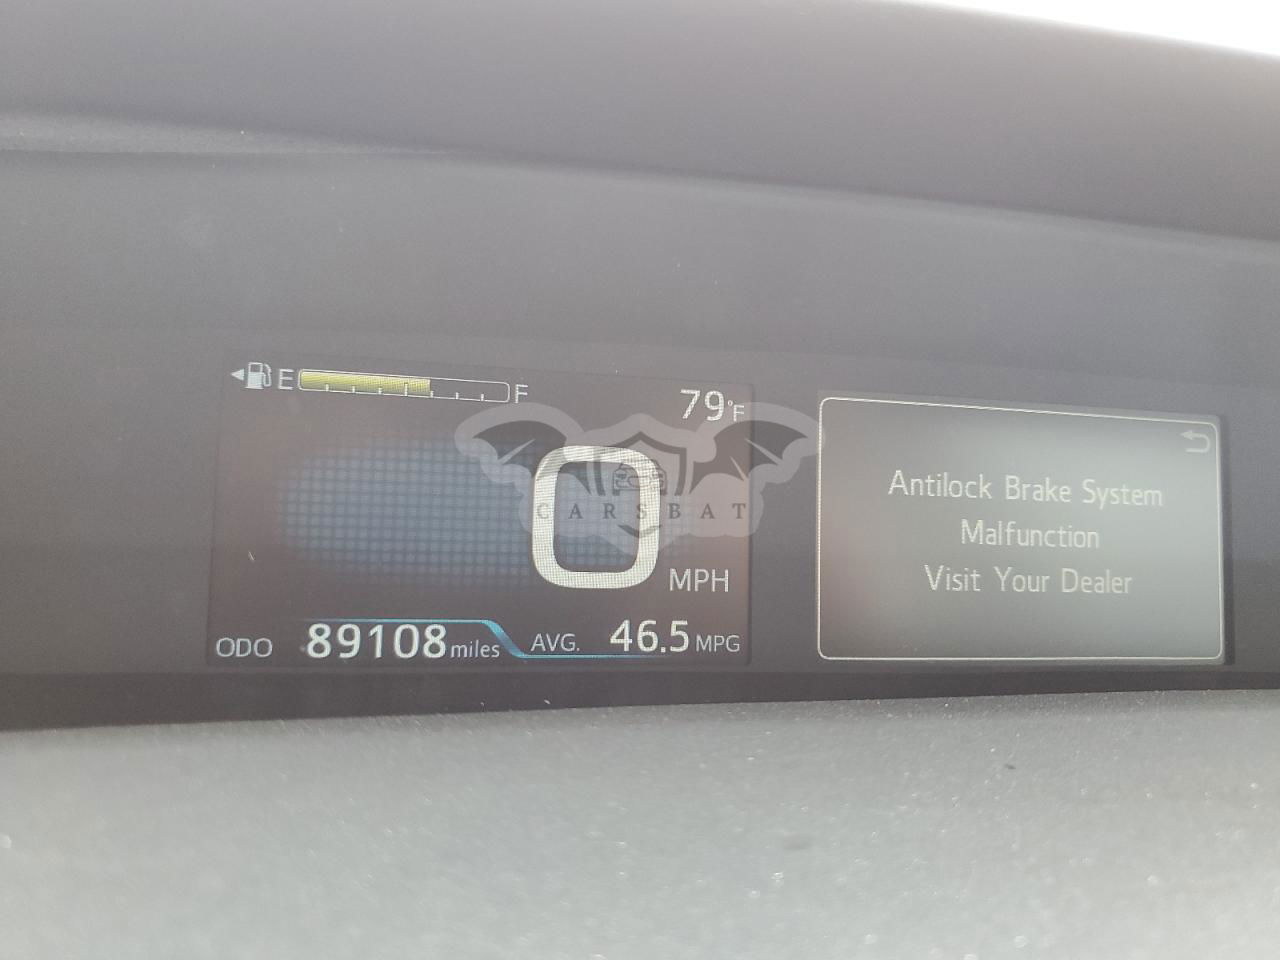 E F
79°F
0
MPH
ODO 89108 miles AVG. 46.5 MPG
CARSBAT
Antilock Brake System
Malfunction
Visit Your Dealer